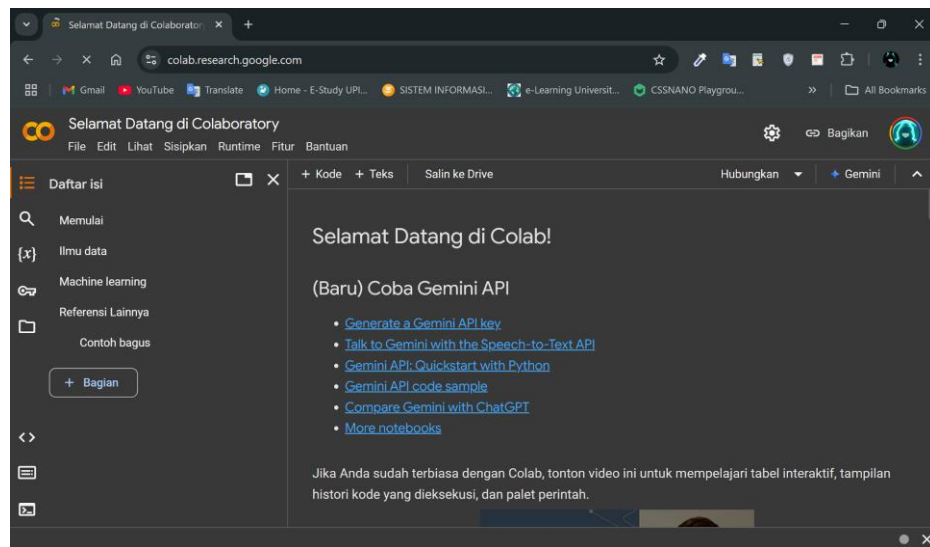 Selamat Datang di Colaborator
colab.research.google.com
Gmail YouTube Translate Home - E-Study UPI... SISTEM INFORMASI... e-Learning Universit... CSSNANO Playgrou... » All Bookmarks
CO Selamat Datang di Colaboratory
File Edit Lihat Sisipkan Runtime Fitur Bantuan
Bagikan
Daftar isi
+ Kode + Teks Salin ke Drive Hubungkan Gemini
Memulai
{x} Ilmu data
Machine learning
Referensi Lainnya
Contoh bagus
+ Bagian
Selamat Datang di Colab!
(Baru) Coba Gemini API
• Generate a Gemini API key
• Talk to Gemini with the Speech-to-Text API
• Gemini API: Quickstart with Python
• Gemini API code sample
• Compare Gemini with ChatGPT
• More notebooks
Jika Anda sudah terbiasa dengan Colab, tonton video ini untuk mempelajari tabel interaktif, tampilan
histori kode yang dieksekusi, dan palet perintah.